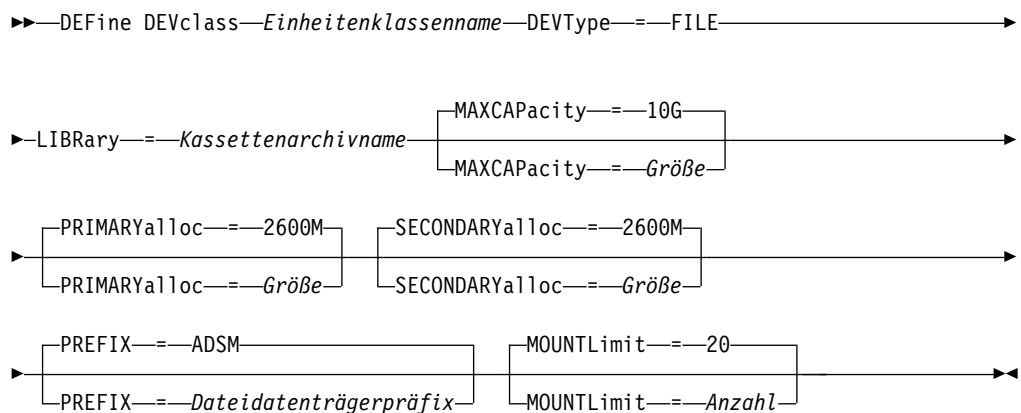 DEFine DEVclass Einheitenklassenname DEVType = FILE
MAXCAPacity = 10G
LIBRary = Kassettenarchivname
MAXCAPacity = Größe
PRIMARYalloc = 2600M SECONDARYalloc = 2600M
PRIMARYalloc = Größe SECONDARYalloc = Größe
PREFIX = ADSM MOUNTLimit = 20
PREFIX = Dateidatenträgerpräfix MOUNTLimit = Anzahl